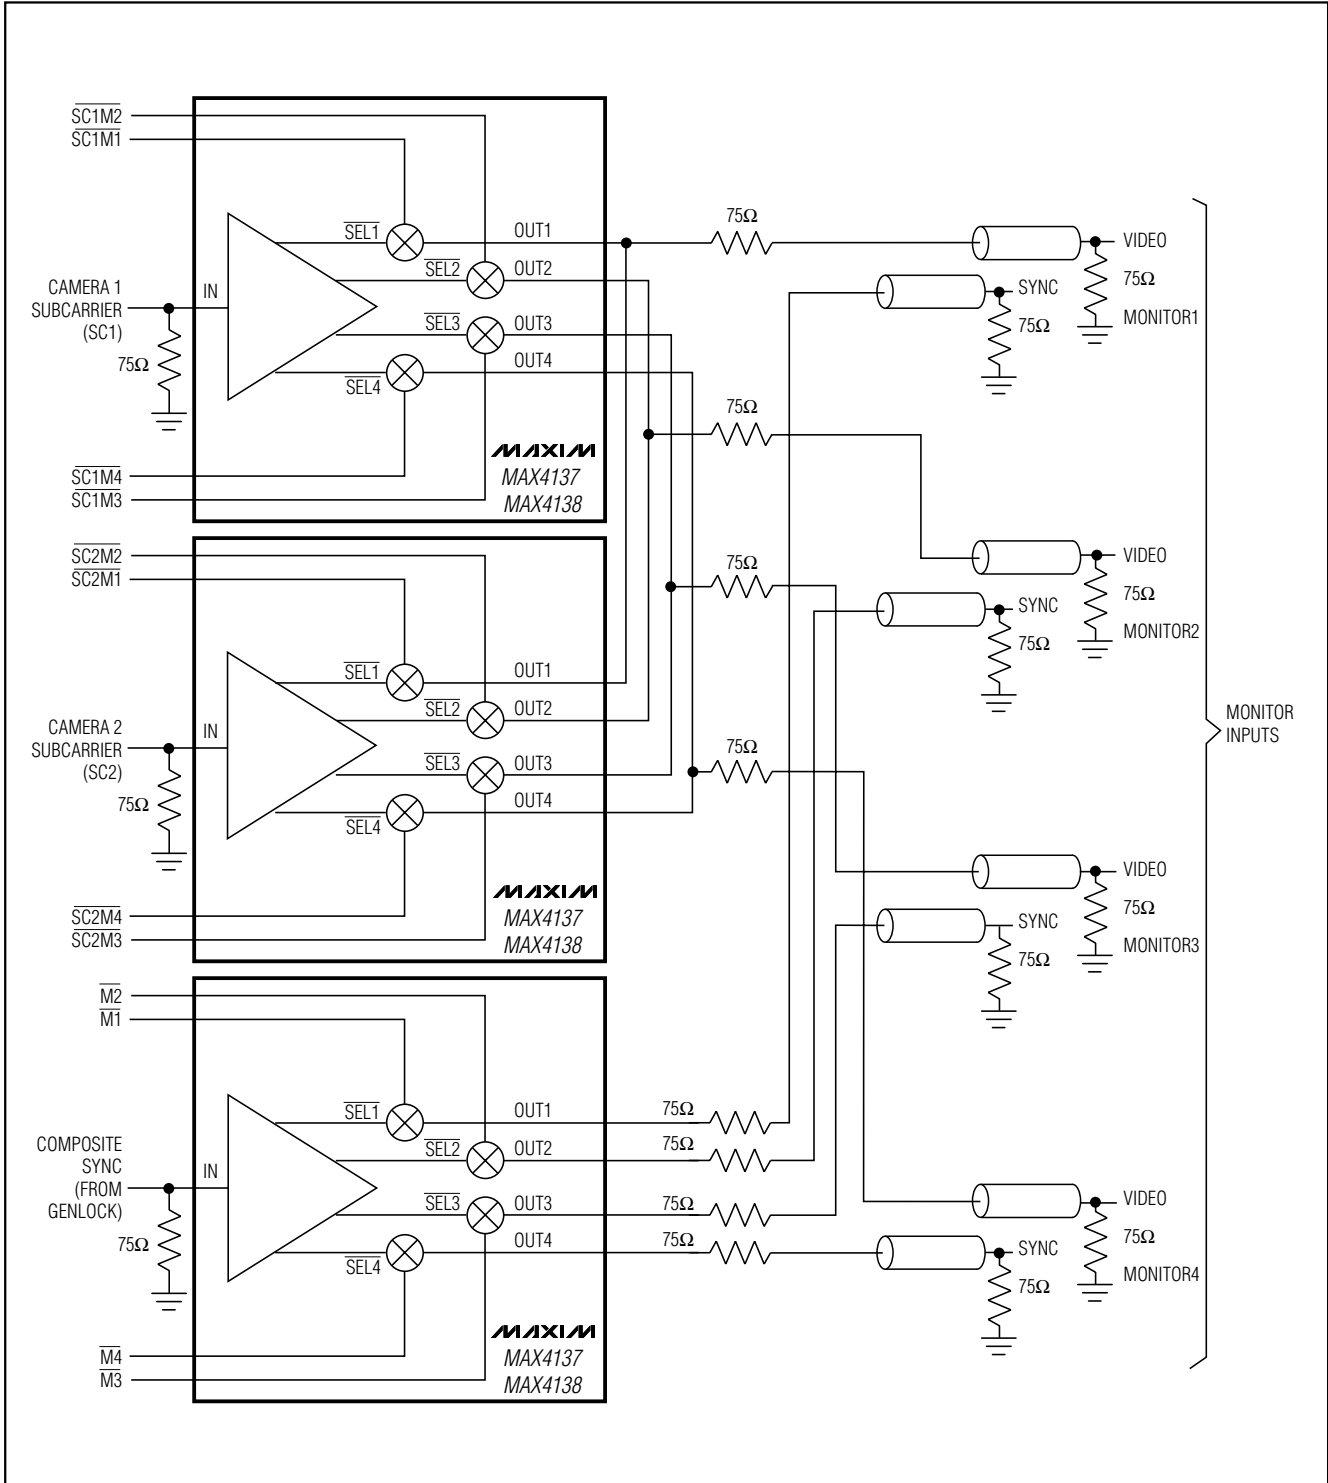 SC1M2
SC1M1
SEL1
OUT1
SEL2
OUT2
SEL3
OUT3
SEL4
OUT4
IN
CAMERA 1
SUBCARRIER
(SC1)
75Ω
SC1M4
SC1M3
MAXIM
MAX4137
MAX4138
SC2M2
SC2M1
SEL1
OUT1
SEL2
OUT2
SEL3
OUT3
SEL4
OUT4
IN
CAMERA 2
SUBCARRIER
(SC2)
75Ω
SC2M4
SC2M3
MAXIM
MAX4137
MAX4138
M2
M1
SEL1
OUT1
SEL2
OUT2
SEL3
OUT3
SEL4
OUT4
IN
COMPOSITE
SYNC
(FROM
GENLOCK)
75Ω
M4
M3
MAXIM
MAX4137
MAX4138
75Ω
75Ω
75Ω
75Ω
75Ω
75Ω
75Ω
75Ω
VIDEO
75Ω
MONITOR1
SYNC
75Ω
VIDEO
75Ω
MONITOR2
SYNC
75Ω
VIDEO
75Ω
MONITOR3
SYNC
75Ω
VIDEO
75Ω
MONITOR4
SYNC
75Ω
MONITOR
INPUTS